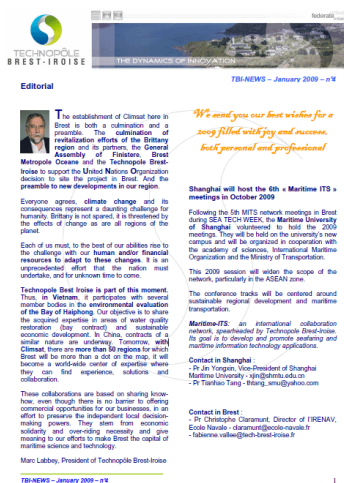 federate
TECHNOPÔLE
BREST-IROISE
THE DYNAMICS OF INNOVATION
TBI-NEWS – January 2009 – n°4
Editorial
The establishment of Climsat here in
Brest is both a culmination and a
preamble. The culmination of
revitalization efforts of the Brittany
region and its partners, the General
Assembly of Finistere, Brest
Metropole Oceane and the Technopole Brest-
Iroise to support the United Nations Organization
decision to site the project in Brest. And the
preamble to new developments in our region.
Everyone agrees, climate change and its
consequences represent a daunting challenge for
humanity. Brittany is not spared, it is threatened by
the effects of change as are all regions of the
planet.
Each of us must, to the best of our abilities rise to
the challenge with our human and/or financial
resources to adapt to these changes. It is an
unprecedented effort that the nation must
undertake, and for unknown time to come.
Technopole Best Iroise is part of this moment.
Thus, in Vietnam, it participates with several
member bodies in the environmental evaluation
of the Bay of Haiphong. Our objective is to share
the acquired expertise in areas of water quality
restoration (bay contract) and sustainable
economic development. In China, contracts of a
similar nature are underway. Tomorrow, with
Climsat, there are more than 50 regions for which
Brest will be more than a dot on the map, it will
become a world-wide center of expertise where
they can find experience, solutions and
collaboration.
These collaborations are based on sharing know-
how, even though there is no barrier to offering
commercial opportunities for our businesses, in an
effort to preserve the independent local decision-
making powers. They stem from economic
solidarity and over-riding necessity and give
meaning to our efforts to make Brest the capital of
maritime science and technology.
Marc Labbey, President of Technopôle Brest-Iroise
We send you our best wishes for a
2009 filled with joy and success,
both personal and professional
Shanghai will host the 6th « Maritime ITS »
meetings in October 2009
Following the 5th MITS network meetings in Brest
during SEA TECH WEEK, the Maritime University
of Shanghai volunteered to hold the 2009
meetings. They will be held on the university's new
campus and will be organized in cooperation with
the academy of sciences, International Maritime
Organization and the Ministry of Transportation.
This 2009 session will widen the scope of the
network, particularly in the ASEAN zone.
The conference tracks will be centered around
sustainable regional development and maritime
transportation.
Maritime-ITS: an international collaboration
network, spearheaded by Technopole Brest-Iroise.
Its goal is to develop and promote seafaring and
maritime information technology applications.
Contact in Shanghai :
- Pr Jin Yongxin, Vice-President of Shanghai
Maritime University - xjin@shmtu.edu.cn
- Pr Tianhao Tang - thtang_smu@yahoo.com
Contact in Brest :
- Pr Christophe Claramunt, Director of l'IRENAV,
Ecole Navale - claramunt@ecole-navale.fr
- fabienne.vallee@tech-brest-iroise.fr
TBI-NEWS – January 2009 – n°4
1